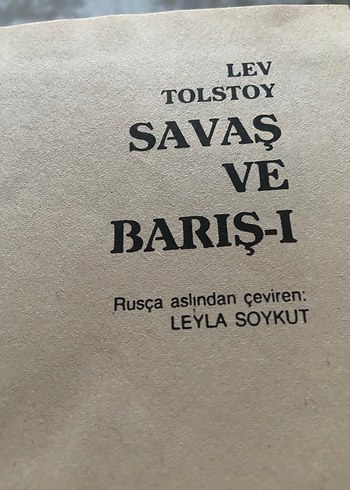 LEV
TOLSTOY
SAVAŞ
VE
BARIŞ-I
Rusça aslından çeviren:
LEYLA SOYKUT